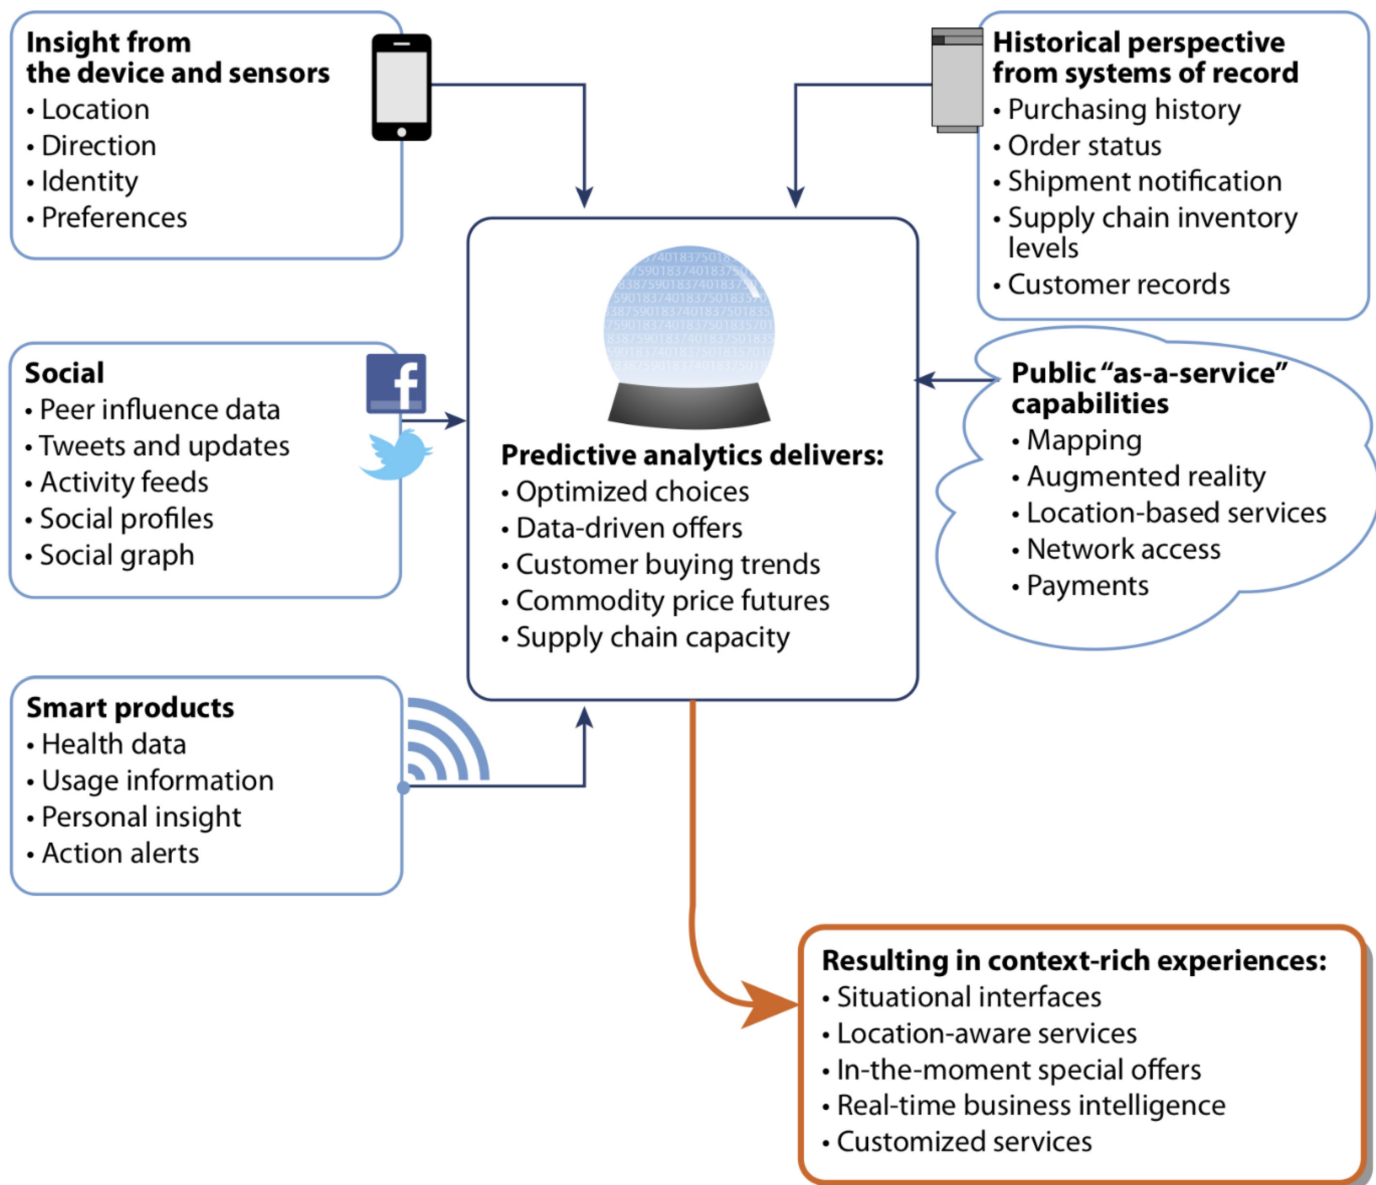 Insight from
the device and sensors
• Location
• Direction
• Identity
• Preferences
Historical perspective
from systems of record
• Purchasing history
• Order status
• Shipment notification
• Supply chain inventory
levels
• Customer records
Social
• Peer influence data
• Tweets and updates
• Activity feeds
• Social profiles
• Social graph
f
Public “as-a-service”
capabilities
• Mapping
• Augmented reality
• Location-based services
• Network access
• Payments
Predictive analytics delivers:
• Optimized choices
• Data-driven offers
• Customer buying trends
• Commodity price futures
• Supply chain capacity
Smart products
• Health data
• Usage information
• Personal insight
• Action alerts
Resulting in context-rich experiences:
• Situational interfaces
• Location-aware services
• In-the-moment special offers
• Real-time business intelligence
• Customized services